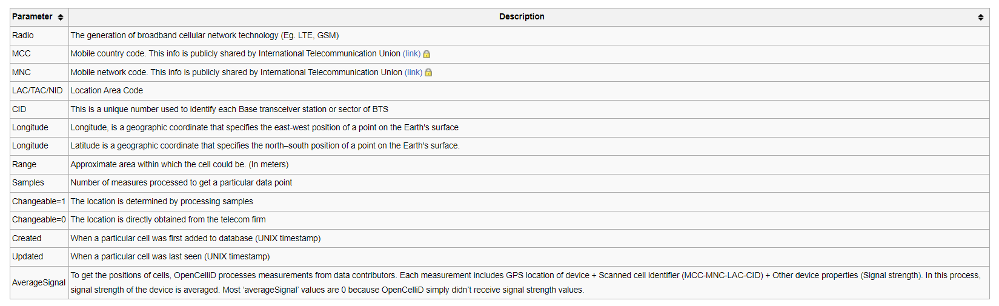 Parameter Description
Radio The generation of broadband cellular network technology (Eg. LTE, GSM)
MCC Mobile country code. This info is publicly shared by International Telecommunication Union (link)
MNC Mobile network code. This info is publicly shared by International Telecommunication Union (link)
LAC/TAC/NID Location Area Code
CID This is a unique number used to identify each Base transceiver station or sector of BTS
Longitude Longitude, is a geographic coordinate that specifies the east-west position of a point on the Earth's surface
Longitude Latitude is a geographic coordinate that specifies the north–south position of a point on the Earth's surface.
Range Approximate area within which the cell could be. (In meters)
Samples Number of measures processed to get a particular data point
Changeable=1 The location is determined by processing samples
Changeable=0 The location is directly obtained from the telecom firm
Created When a particular cell was first added to database (UNIX timestamp)
Updated When a particular cell was last seen (UNIX timestamp)
AverageSignal To get the positions of cells, OpenCelliD processes measurements from data contributors. Each measurement includes GPS location of device + Scanned cell identifier (MCC-MNC-LAC-CID) + Other device properties (Signal strength). In this process,
signal strength of the device is averaged. Most ‘averageSignal’ values are 0 because OpenCelliD simply didn’t receive signal strength values.